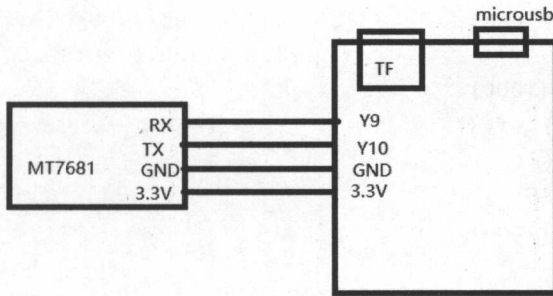 microusb
TF
RX Y9
TX Y10
MT7681 GND GND
3.3V 3.3V